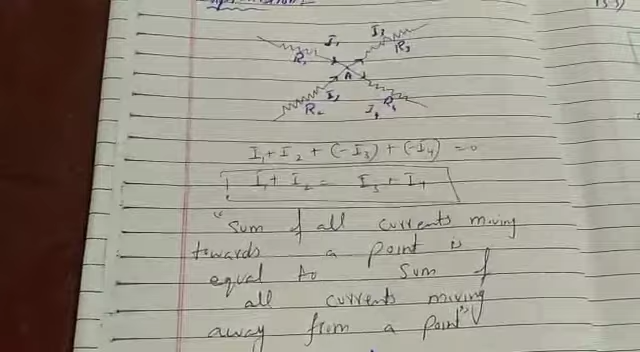 I₁
I₃
R₁
R₃
A
I₂
R₂
I₄
R₄
I₁ + I₂ + (-I₃) + (-I₄) = 0
I₁ + I₂ = I₃ + I₄
"Sum of all currents moving
towards a point is
equal to sum of
all currents moving
away from a point"